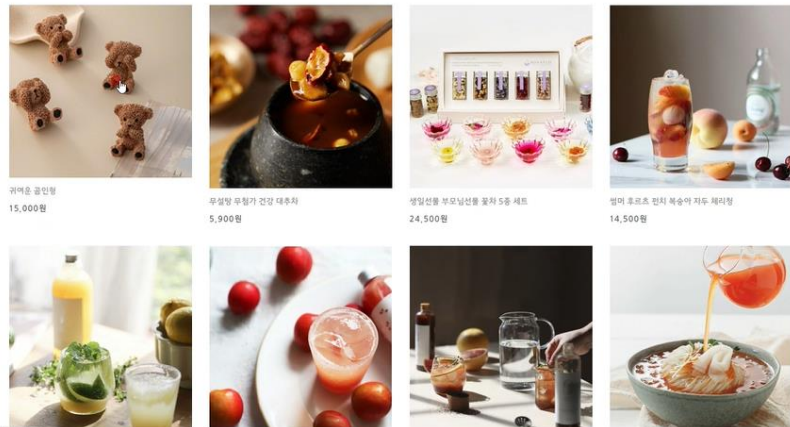 귀여운 곰인형
15,000원
무설탕 무첨가 건강 대추차
5,900원
생일선물 부모님선물 꽃차 5종 세트
24,500원
썸머 후르츠 펀치 복숭아 자두 체리청
14,500원